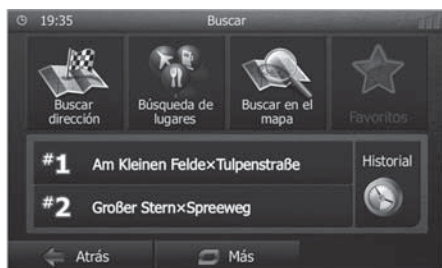 19:35 Buscar
Buscar dirección
Búsqueda de lugares
Buscar en el mapa
Favoritos
#1 Am Kleinen Felde×Tulpenstraße
Historial
#2 Großer Stern×Spreeweg
Atrás
Más